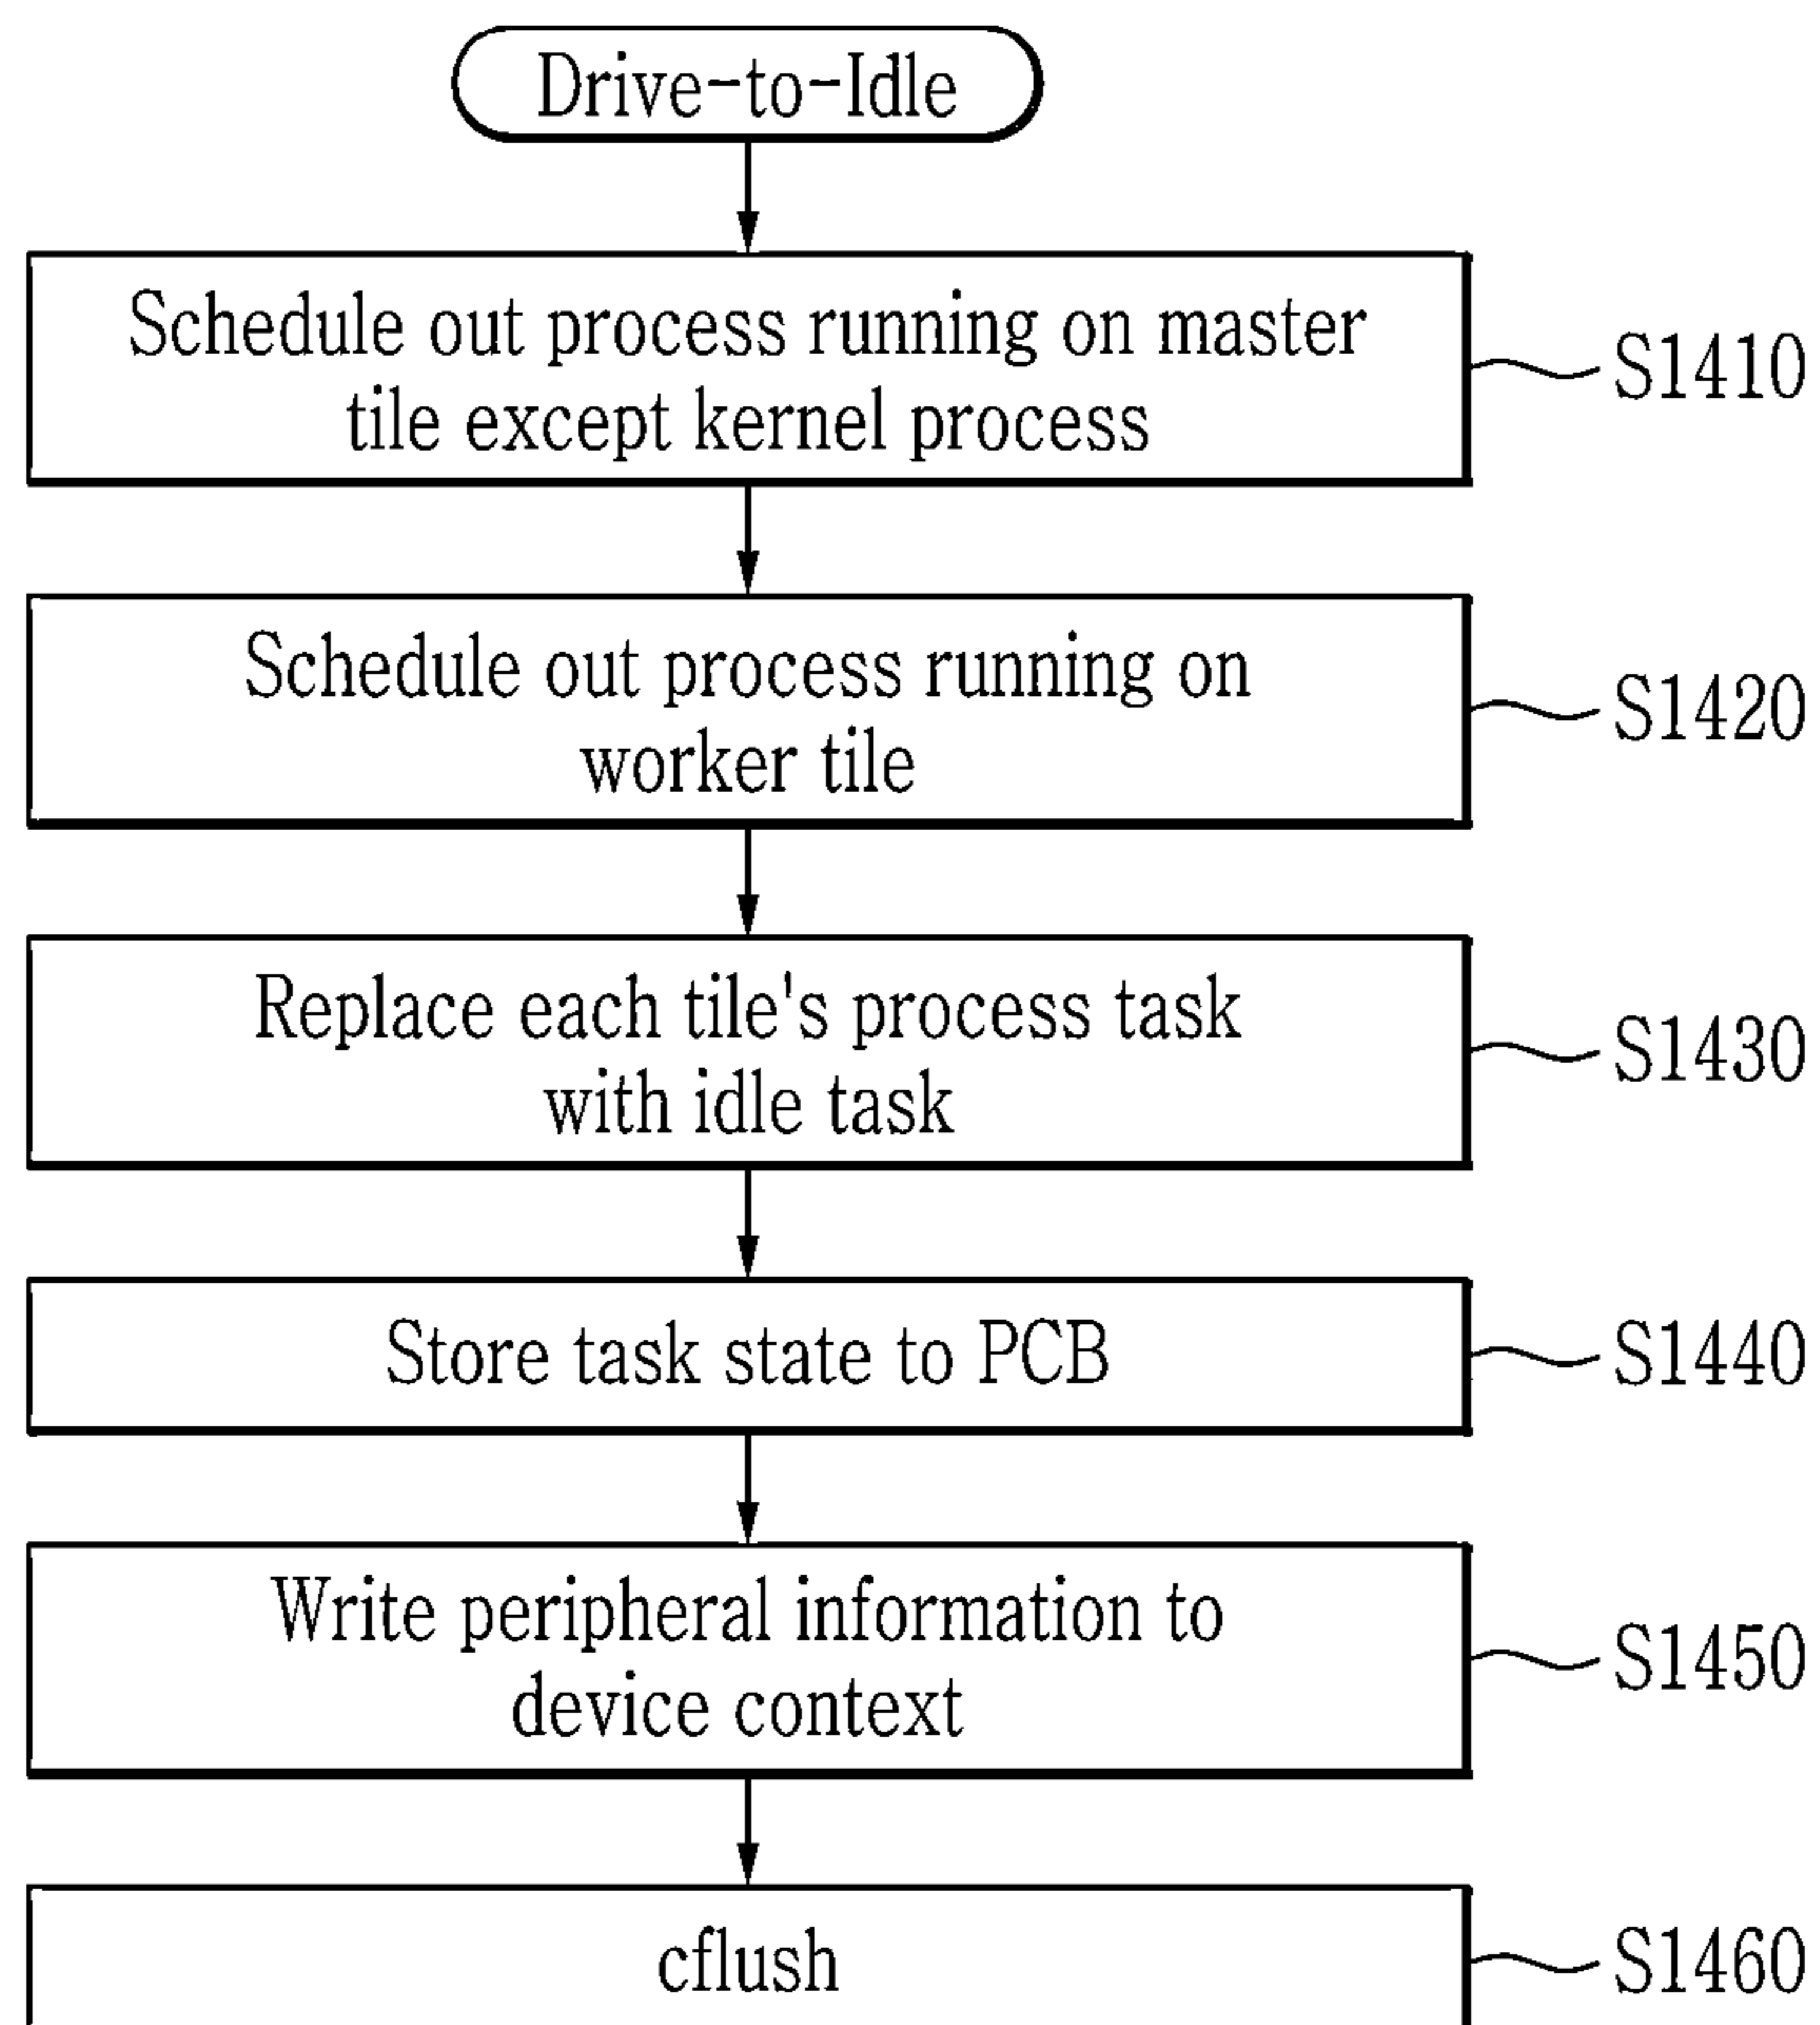 Drive-to-Idle
Schedule out process running on master
tile except kernel process
S1410
Schedule out process running on
worker tile
S1420
Replace each tile's process task
with idle task
S1430
Store task state to PCB
S1440
Write peripheral information to
device context
S1450
cflush
S1460